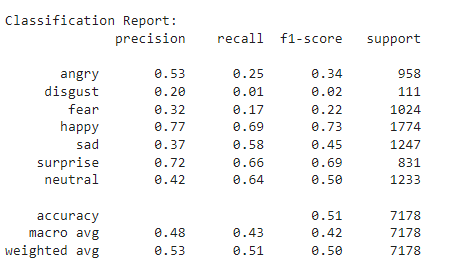 Classification Report:
precision recall f1-score support
angry 0.53 0.25 0.34 958
disgust 0.20 0.01 0.02 111
fear 0.32 0.17 0.22 1024
happy 0.77 0.69 0.73 1774
sad 0.37 0.58 0.45 1247
surprise 0.72 0.66 0.69 831
neutral 0.42 0.64 0.50 1233
accuracy 0.51 7178
macro avg 0.48 0.43 0.42 7178
weighted avg 0.53 0.51 0.50 7178